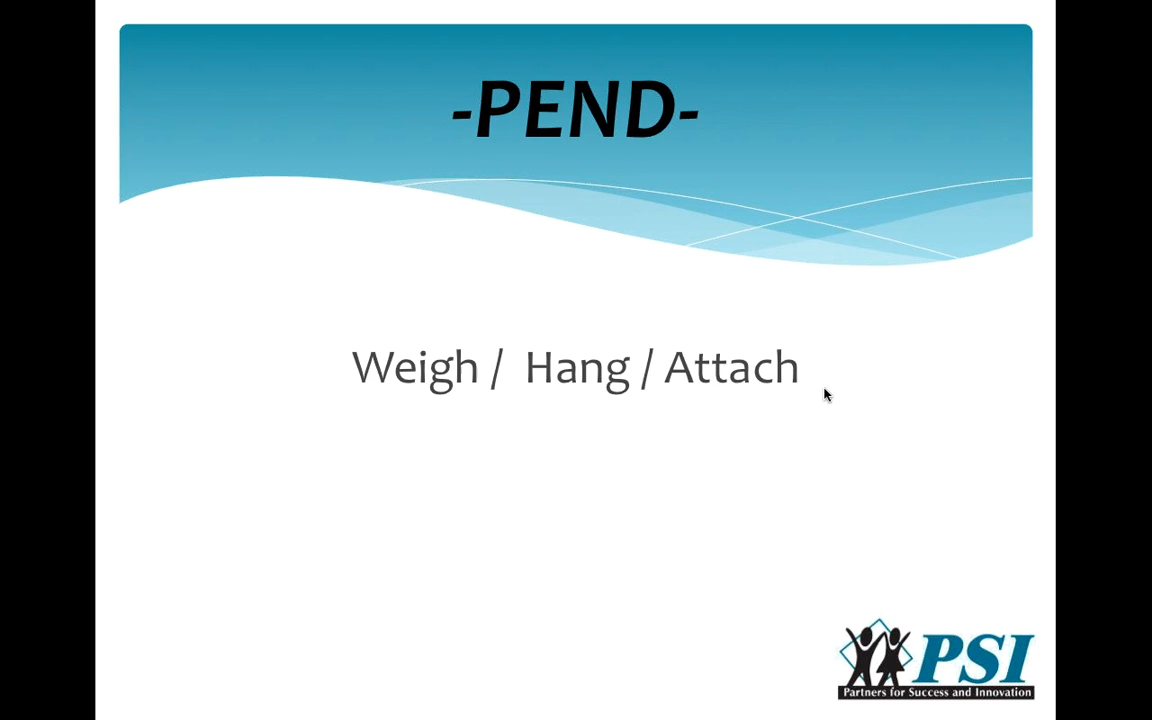 -PEND-
Weigh / Hang / Attach
PSI
Partners for Success and Innovation